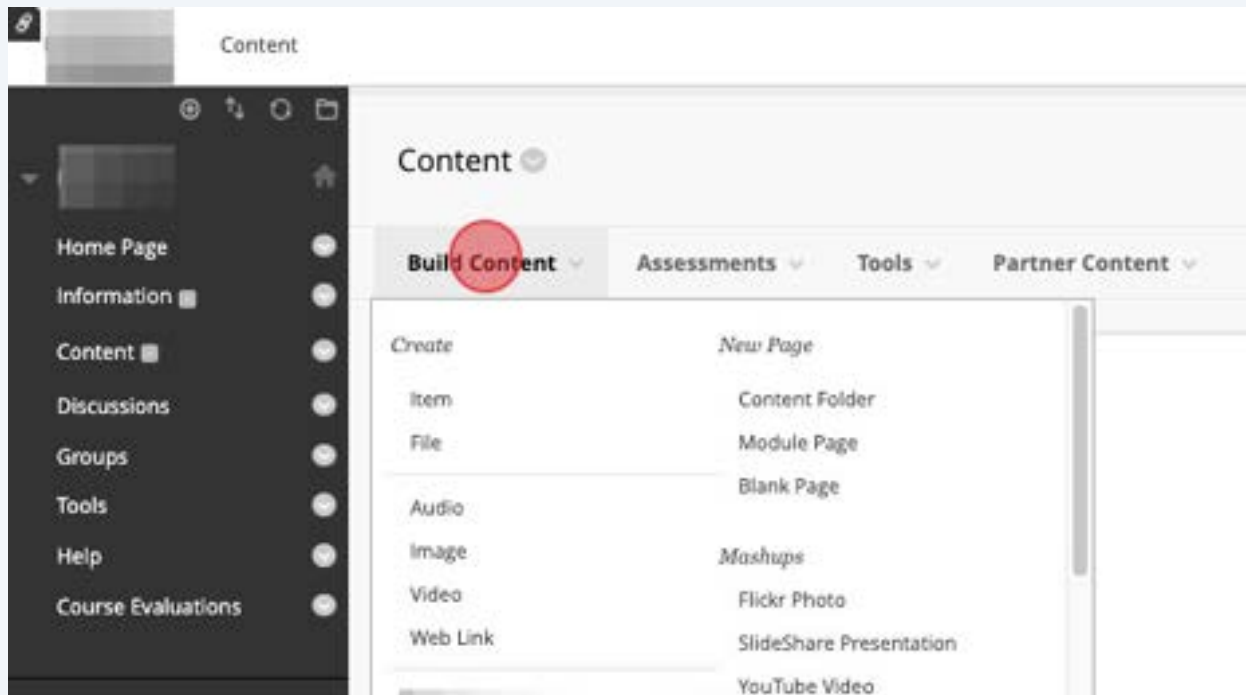 Content
Content
Home Page
Information
Content
Discussions
Groups
Tools
Help
Course Evaluations
Build Content
Assessments
Tools
Partner Content
Create
Item
File
Audio
Image
Video
Web Link
New Page
Content Folder
Module Page
Blank Page
Mashups
Flickr Photo
SlideShare Presentation
YouTube Video